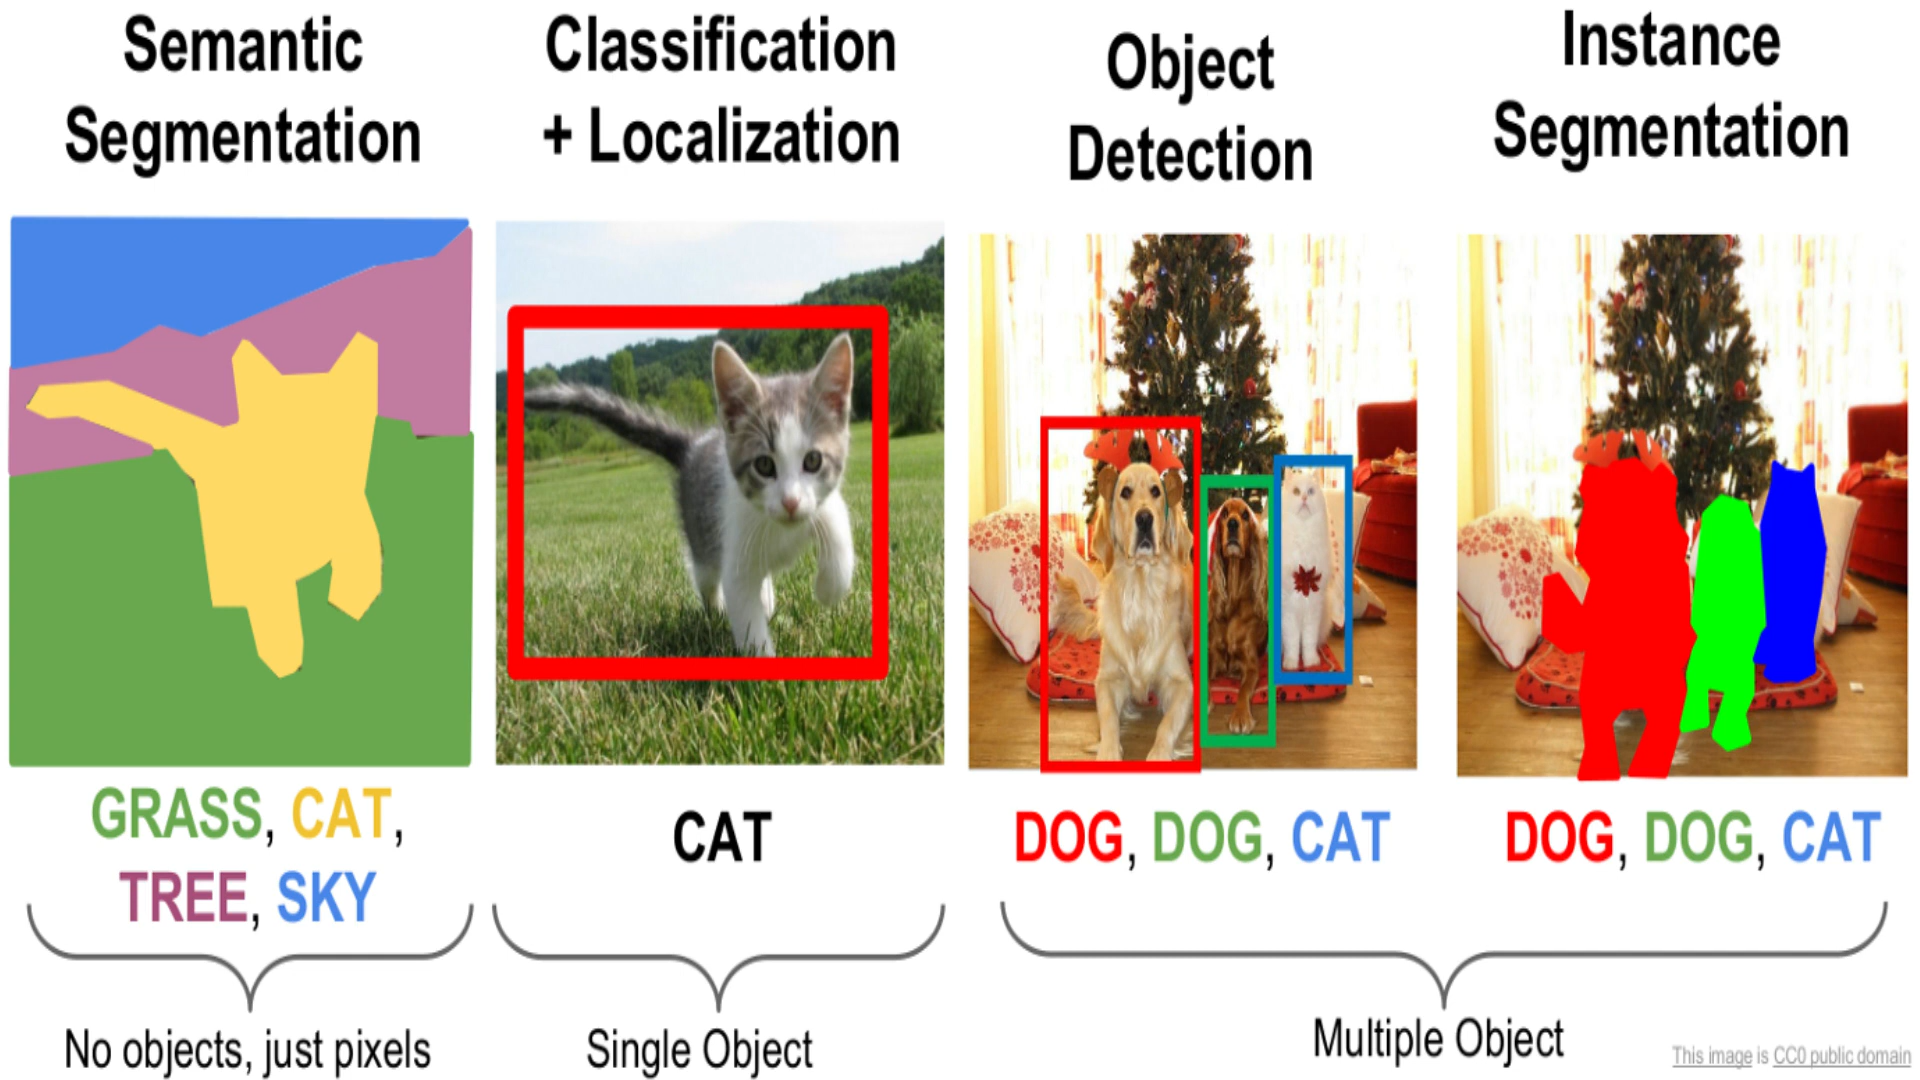 Semantic
Segmentation
Classification
+ Localization
Object
Detection
Instance
Segmentation
GRASS, CAT,
TREE, SKY
CAT
DOG, DOG, CAT
DOG, DOG, CAT
No objects, just pixels
Single Object
Multiple Object
This image is CC0 public domain